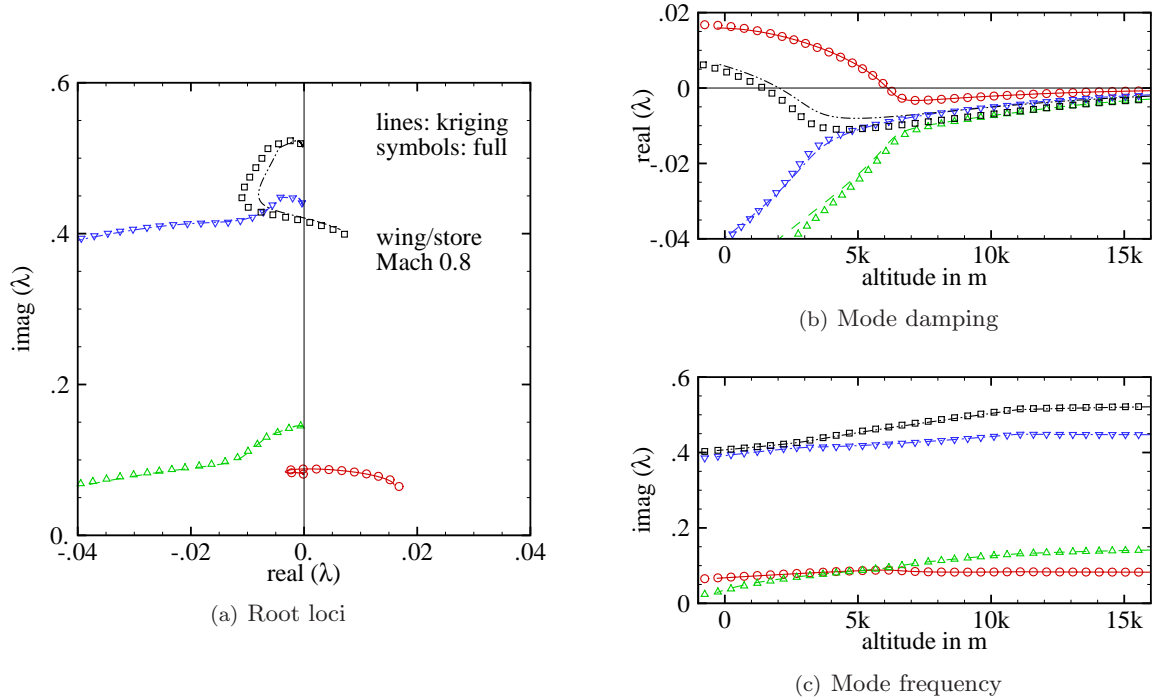 .6
.4
.2
0.
-.04
-.02
0.
.02
.04
imag (λ)
real (λ)
lines: kriging
symbols: full
wing/store
Mach 0.8
(a) Root loci
.02
0
-.02
-.04
real (λ)
0
5k
10k
15k
altitude in m
(b) Mode damping
.6
.4
.2
0
imag (λ)
0
5k
10k
15k
altitude in m
(c) Mode frequency